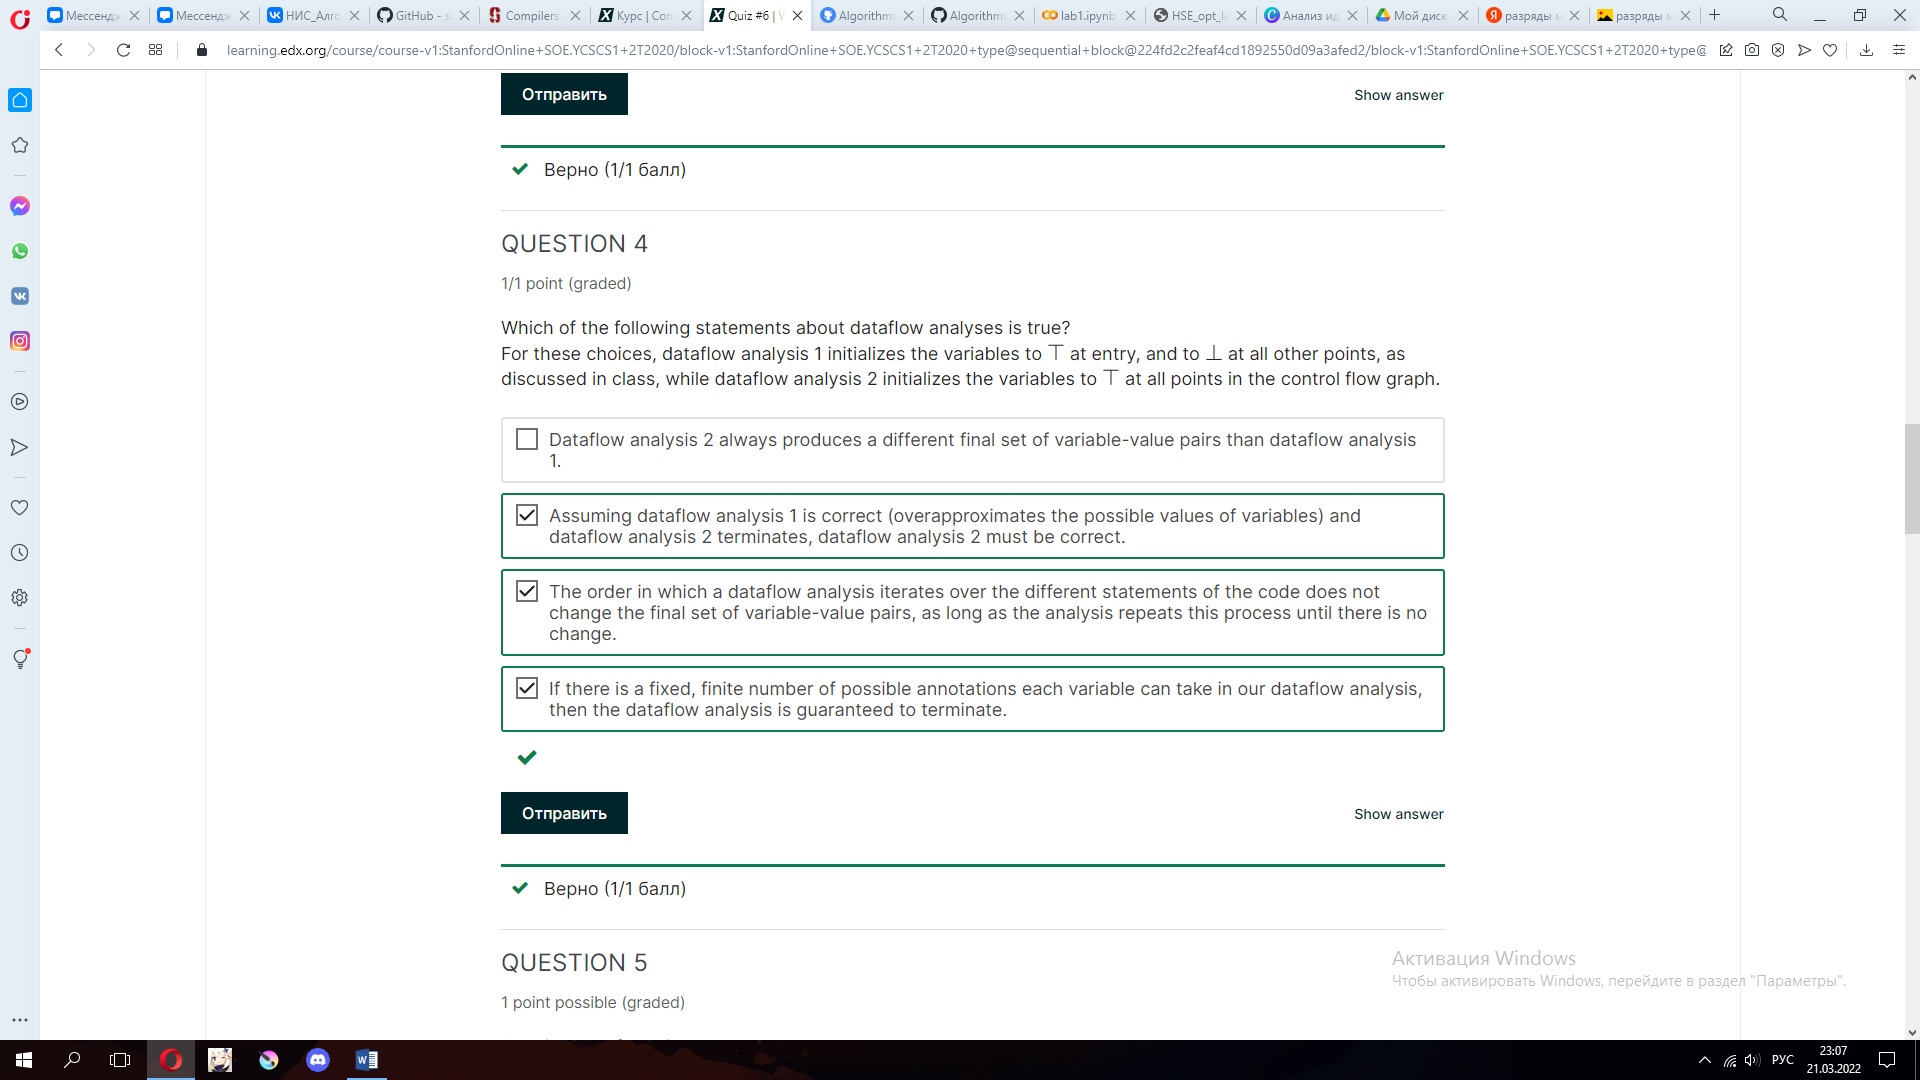 Мессендж Мессендж НИС_Алго GitHub - s Compilers Курс | Con Quiz #6 | V Algorithms Algorithms lab1.ipynb HSE_opt_la Анализ ид Мой диск разряды м разряды м
learning.edx.org/course/course-v1:StanfordOnline+SOE.YCSCS1+2T2020/block-v1:StanfordOnline+SOE.YCSCS1+2T2020+type@sequential+block@224fd2c2feaf4cd1892550d09a3afed2/block-v1:StanfordOnline+SOE.YCSCS1+2T2020+type@
Отправить
Show answer
Верно (1/1 балл)
QUESTION 4
1/1 point (graded)
Which of the following statements about dataflow analyses is true?
For these choices, dataflow analysis 1 initializes the variables to ⊤ at entry, and to ⊥ at all other points, as
discussed in class, while dataflow analysis 2 initializes the variables to ⊤ at all points in the control flow graph.
Dataflow analysis 2 always produces a different final set of variable-value pairs than dataflow analysis
1.
Assuming dataflow analysis 1 is correct (overapproximates the possible values of variables) and
dataflow analysis 2 terminates, dataflow analysis 2 must be correct.
The order in which a dataflow analysis iterates over the different statements of the code does not
change the final set of variable-value pairs, as long as the analysis repeats this process until there is no
change.
If there is a fixed, finite number of possible annotations each variable can take in our dataflow analysis,
then the dataflow analysis is guaranteed to terminate.
Отправить
Show answer
Верно (1/1 балл)
QUESTION 5
1 point possible (graded)
Активация Windows
Чтобы активировать Windows, перейдите в раздел "Параметры".
РУС
23:07
21.03.2022